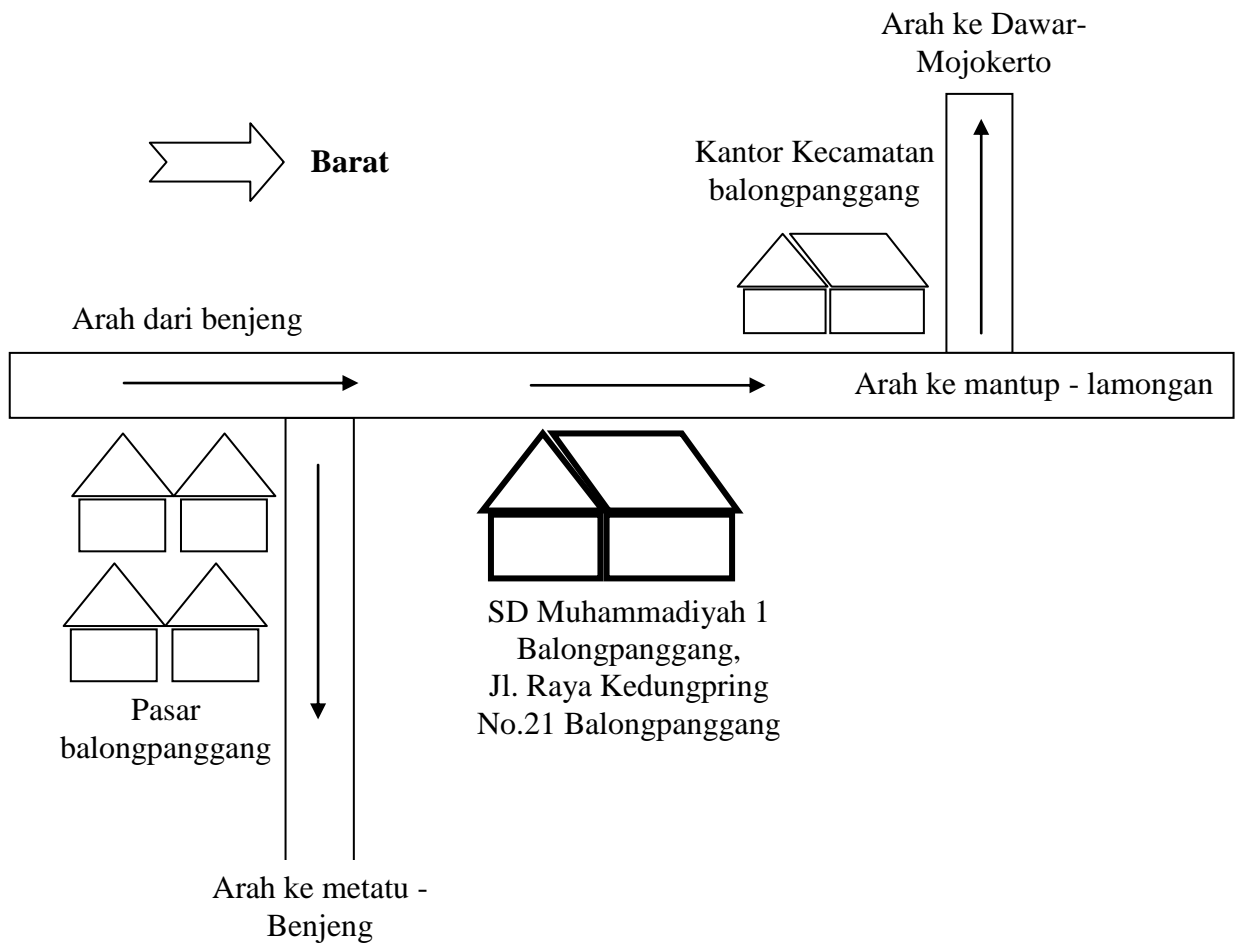 Arah ke Dawar-
Mojokerto
Kantor Kecamatan
balongpanggang
Barat
Arah dari benjeng
Arah ke mantup - lamongan
SD Muhammadiyah 1
Balongpanggang,
Jl. Raya Kedungpring
No.21 Balongpanggang
Pasar
balongpanggang
Arah ke metatu -
Benjeng